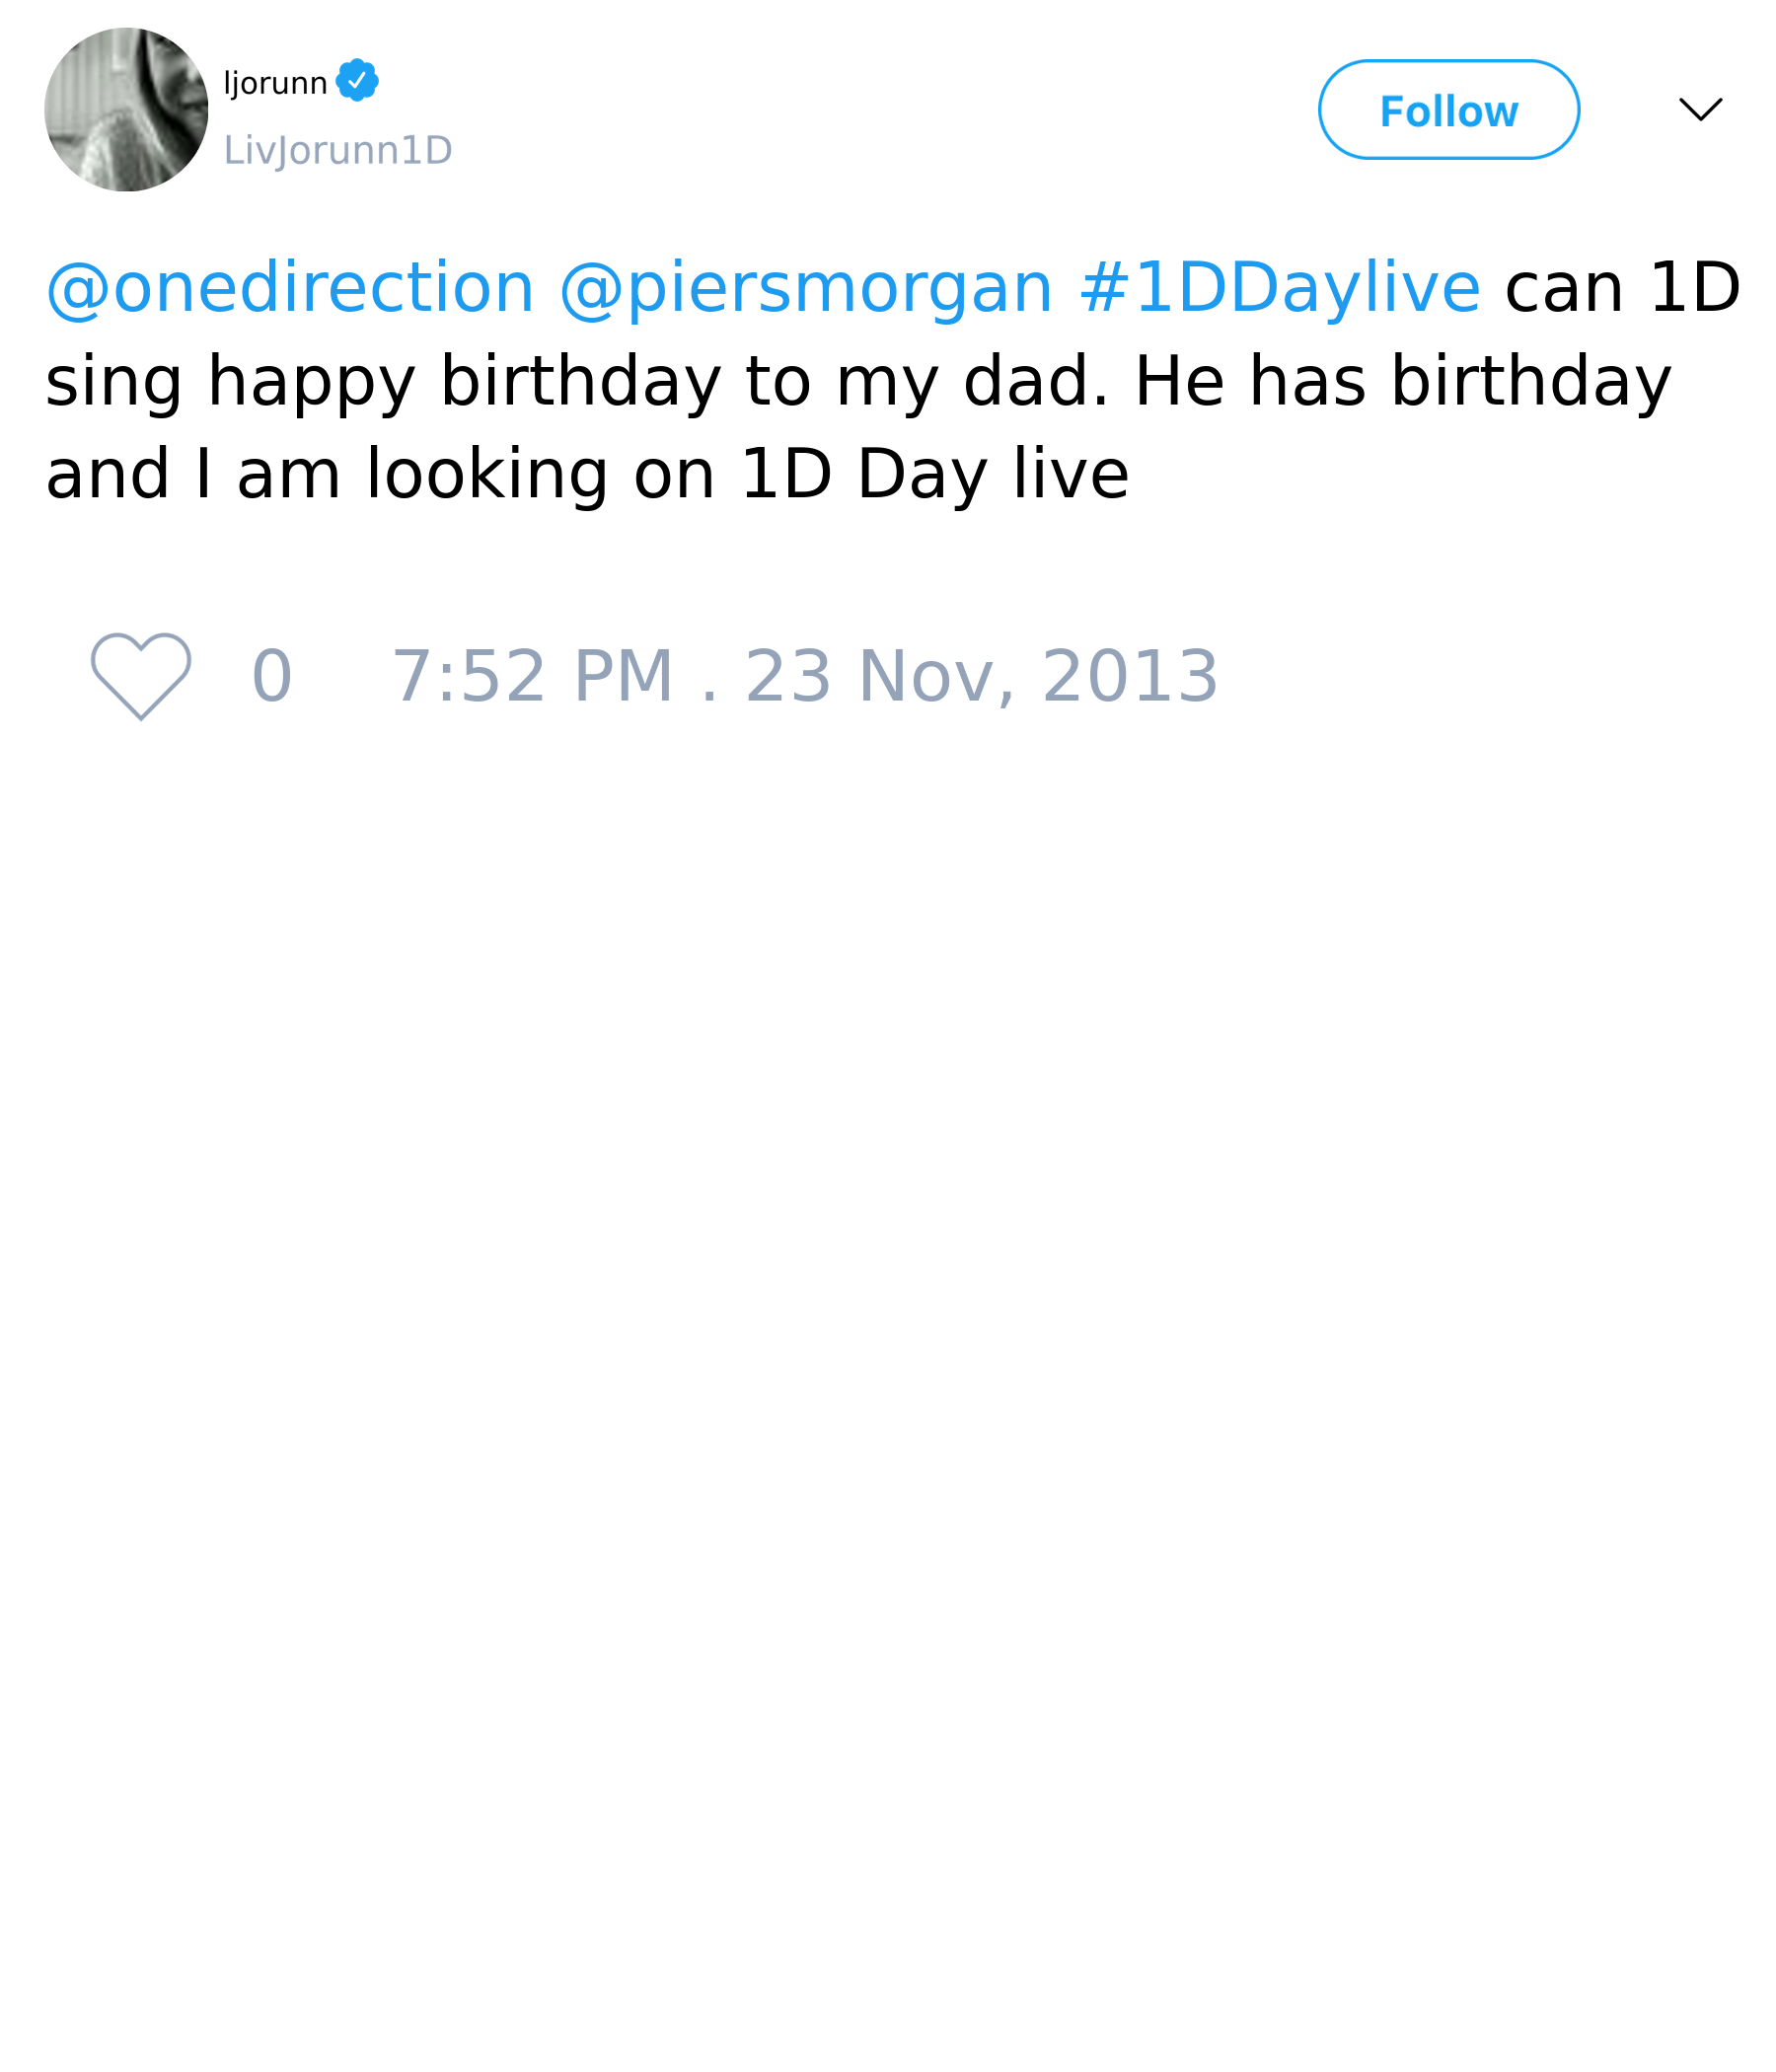 ljorunn
LivJorunn1D
Follow
@onedirection @piersmorgan #1DDaylive can 1D
sing happy birthday to my dad. He has birthday
and I am looking on 1D Day live
0 7:52 PM . 23 Nov, 2013